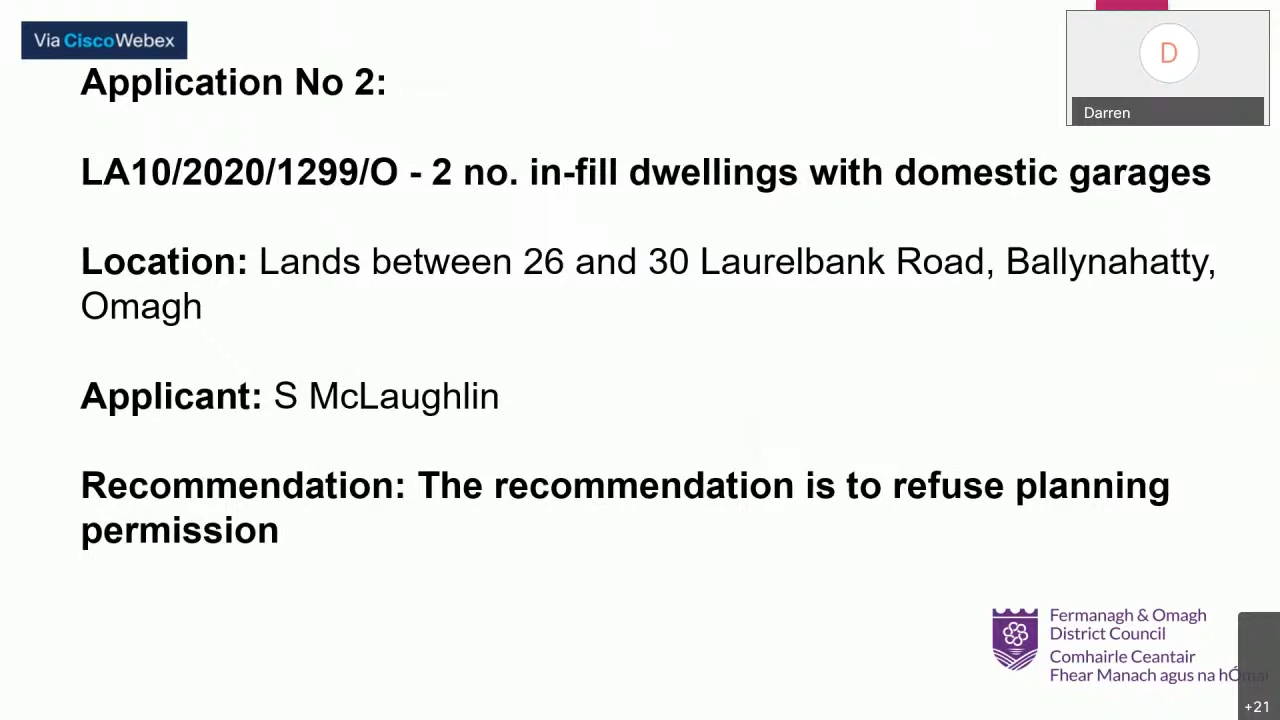 Via Cisco Webex
D
Darren
Application No 2:
LA10/2020/1299/O - 2 no. in-fill dwellings with domestic garages
Location: Lands between 26 and 30 Laurelbank Road, Ballynahatty,
Omagh
Applicant: S McLaughlin
Recommendation: The recommendation is to refuse planning
permission
Fermanagh & Omagh
District Council
Comhairle Ceantair
Fhear Manach agus na
+21